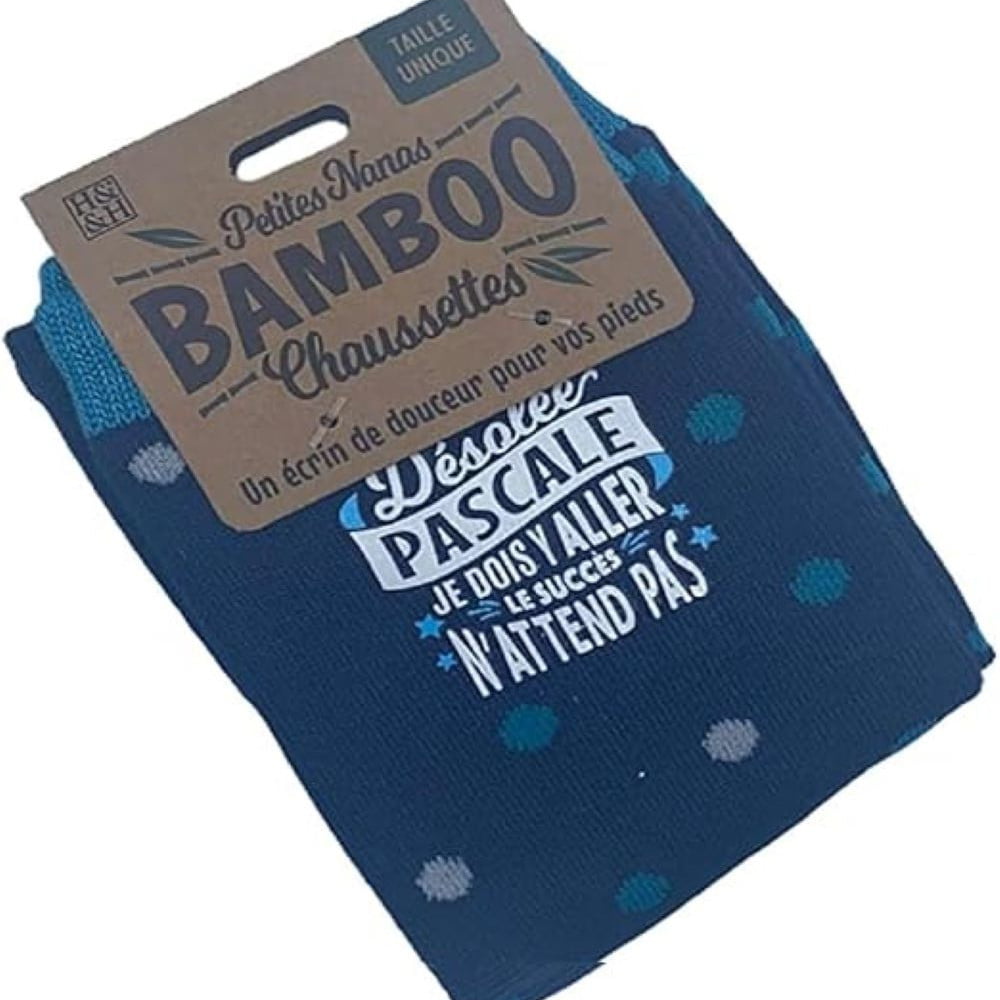 TAILLE
UNIQUE
H&
&H
Petites Nanas
BAMBOO
Chaussettes
Un écrin de douceur pour vos pieds
Désolée
PASCALE
JE DOIS Y ALLER
LE SUCCÈS
N'ATTEND PAS